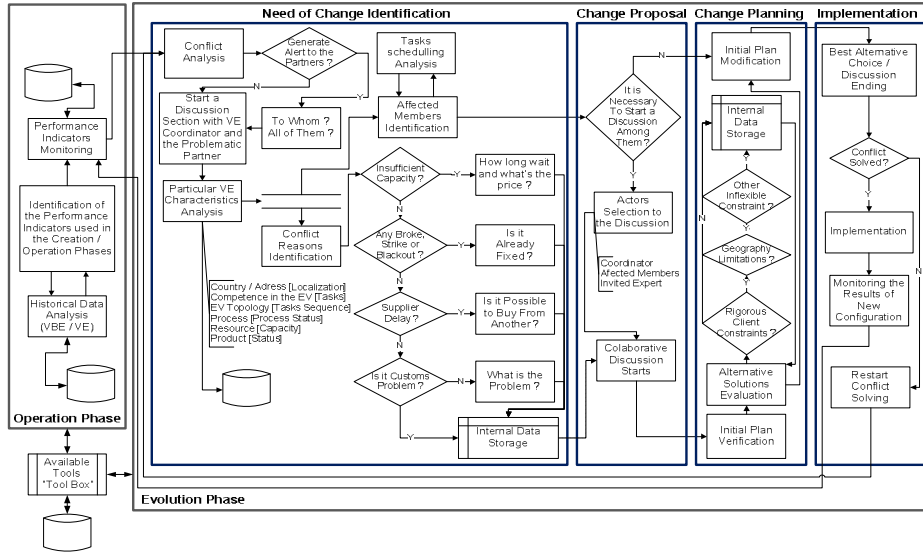 Need of Change Identification
Change Proposal
Change Planning
Implementation
Conflict
Analysis
Generate
Alert to the
Partners ?
N
Y
Start a
Discussion
Section with VE
Coordinator and
the Problematic
Partner
To Whom ?
All of Them ?
Tasks
schedulling
Analysis
Affected
Members
Identification
Particular VE
Characteristics
Analysis
Conflict
Reasons
Identification
Country / Adress [Localization]
Competence in the EV [Tasks]
EV Topology [Tasks Sequence]
Process [Process Status]
Resource [Capacity]
Product [Status]
Insufficient
Capacity ?
Y
How long wait
and what's the
price ?
N
Any Broke,
Strike or
Blackout ?
Y
Is it
Already
Fixed ?
N
Supplier
Delay ?
Y
Is it Possible
to Buy From
Another ?
N
Is it Customs
Problem ?
N
What is the
Problem ?
Y
Internal Data
Storage
It is
Necessary
To Start a
Discussion
Among
Them ?
N
Y
Actors
Selection to
the Discussion
Coordinator
Affected Members
Invited Expert
Colaborative
Discussion
Starts
Initial Plan
Modification
Internal
Data
Storage
Y
Other
Inflexible
Constraint ?
N
Y
Geography
Limitations ?
Y
Rigorous
Client
Constraints ?
Alternative
Solutions
Evaluation
Initial Plan
Verification
Best Alternative
Choice /
Discussion
Ending
Conflict
Solved ?
Y
N
Implementation
Monitoring the
Results of
New
Configuration
Restart
Conflict
Solving
Performance
Indicators
Monitoring
Identification
of the
Performance
Indicators used
in the
Creation /
Operation Phases
Historical Data
Analysis
(VBE / VE)
Operation Phase
Available
Tools
"Tool Box"
Evolution Phase